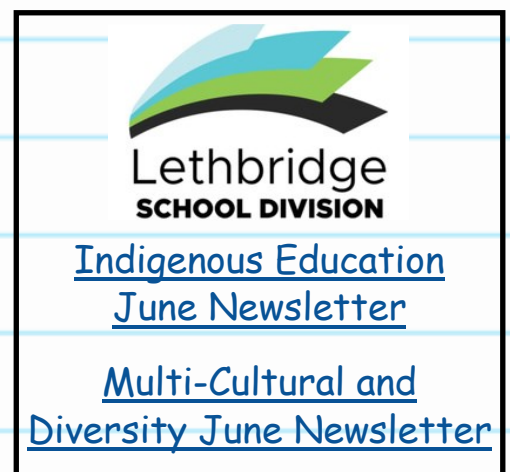 Lethbridge
SCHOOL DIVISION
Indigenous Education
June Newsletter
Multi-Cultural and
Diversity June Newsletter